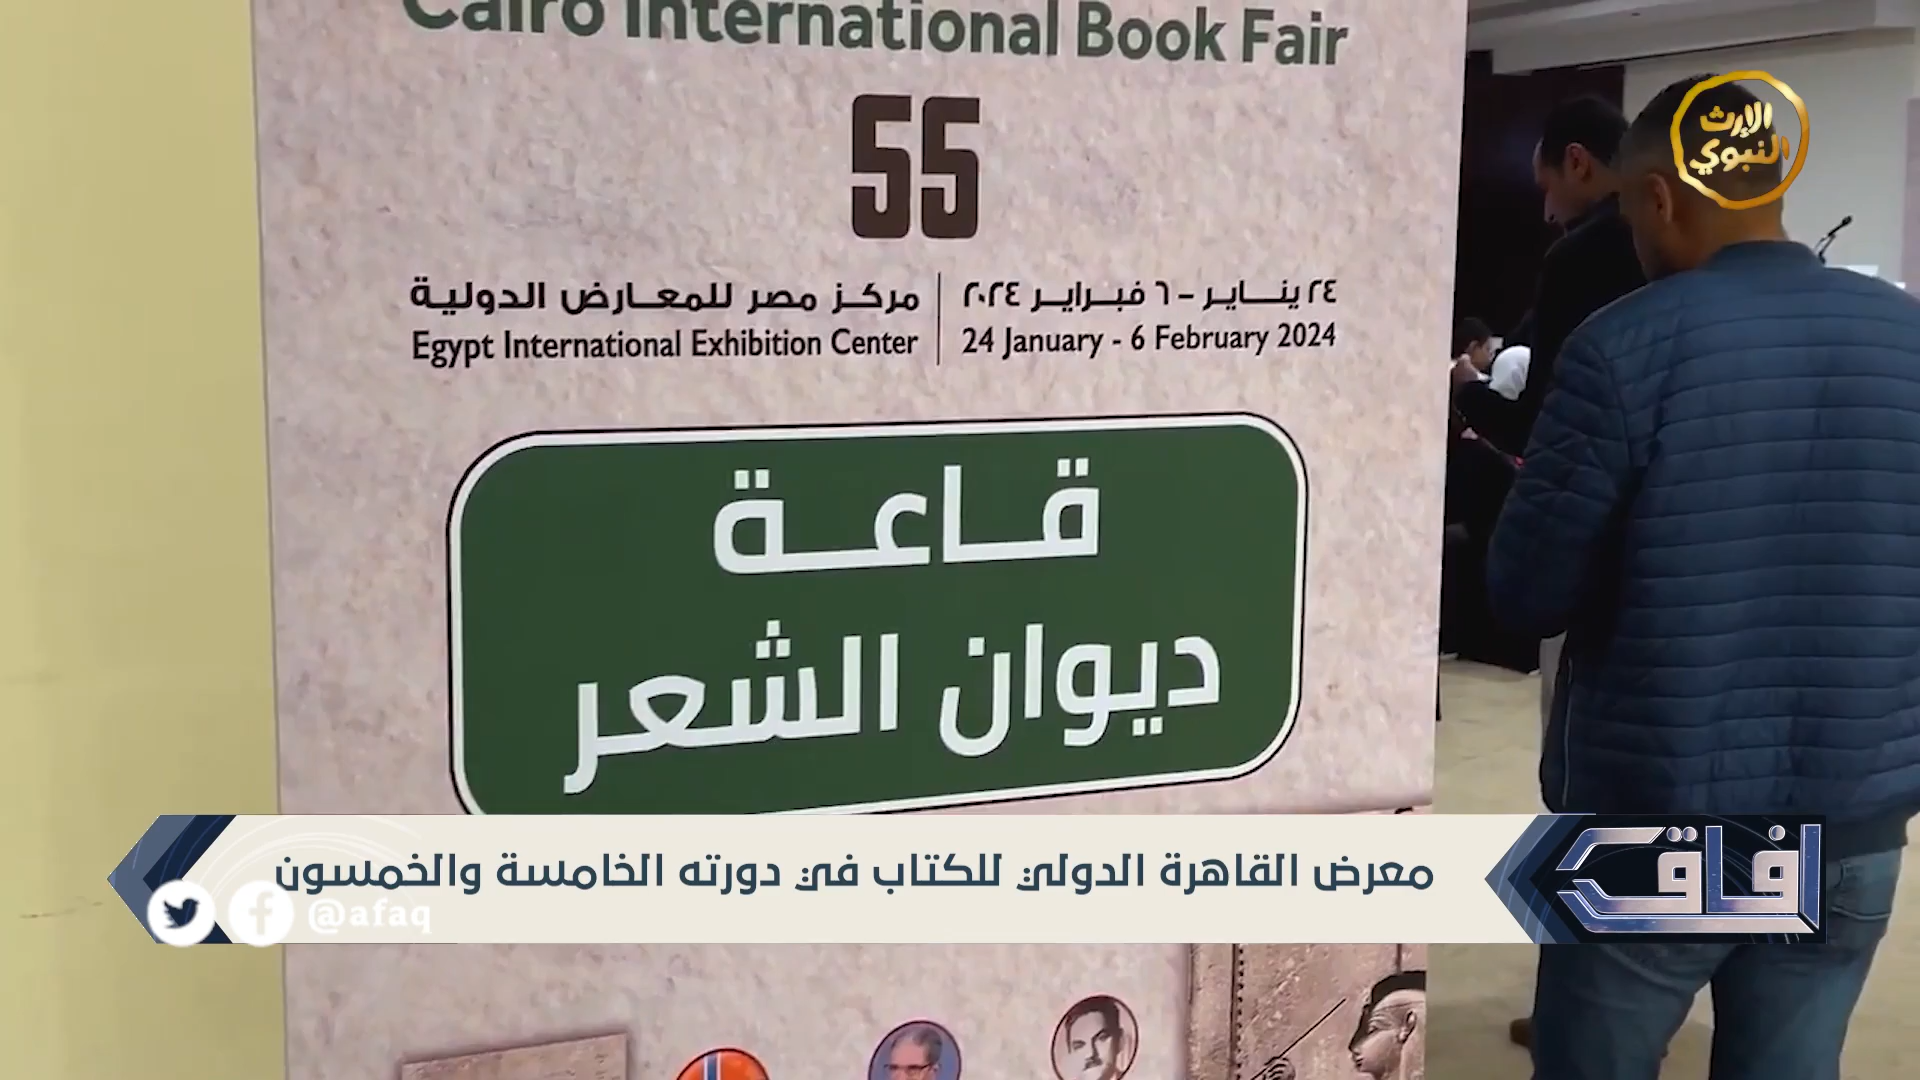 Cairo International Book Fair
55
مركز مصر للمعارض الدولية
Egypt International Exhibition Center
٢٤ يناير - ٦ فبراير ٢٠٢٤
24 January - 6 February 2024
قاعة
ديوان الشعر
الإرث
النبوي
معرض القاهرة الدولي للكتاب في دورته الخامسة والخمسون
آفاق
@afaq